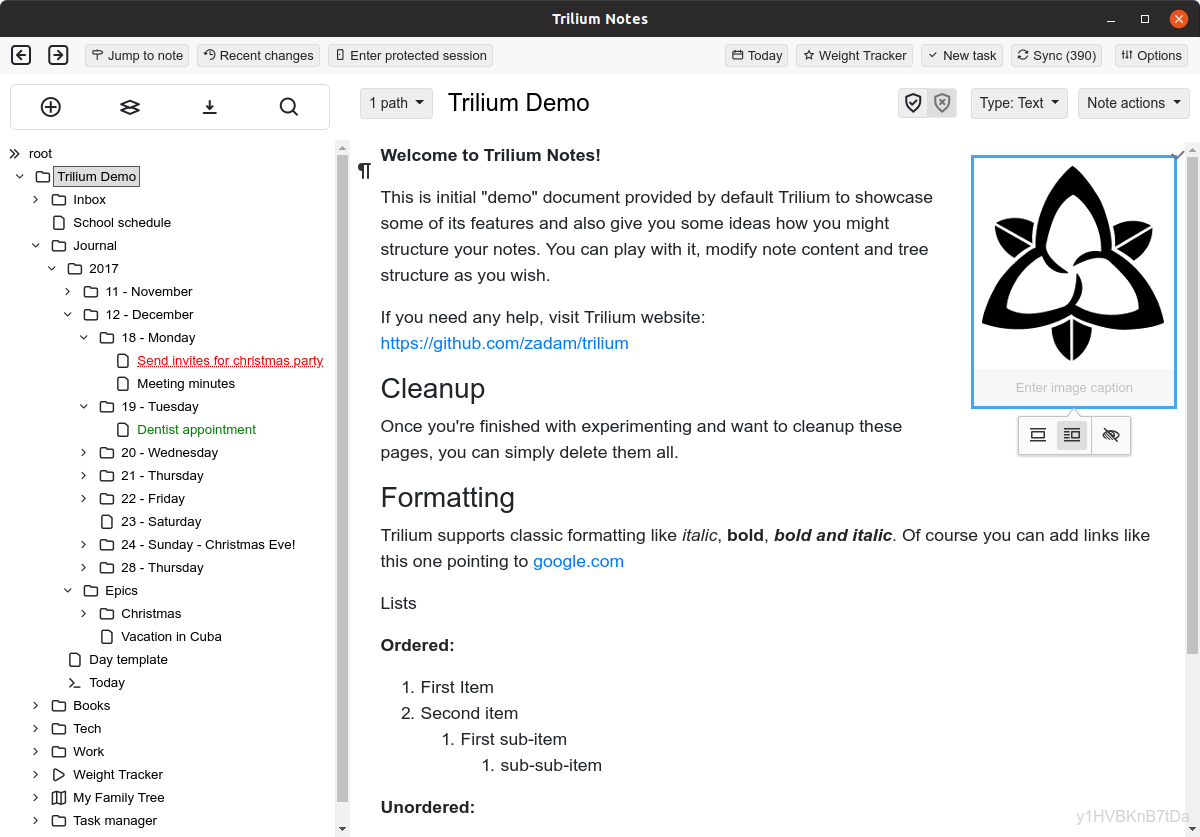 Trilium Notes
Jump to note
Recent changes
Enter protected session
Today
Weight Tracker
New task
Sync (390)
Options
1 path
Trilium Demo
Type: Text
Note actions
root
Trilium Demo
Inbox
School schedule
Journal
2017
11 - November
12 - December
18 - Monday
Send invites for christmas party
Meeting minutes
19 - Tuesday
Dentist appointment
20 - Wednesday
21 - Thursday
22 - Friday
23 - Saturday
24 - Sunday - Christmas Eve!
28 - Thursday
Epics
Christmas
Vacation in Cuba
Day template
Today
Books
Tech
Work
Weight Tracker
My Family Tree
Task manager
Welcome to Trilium Notes!
This is initial "demo" document provided by default Trilium to showcase
some of its features and also give you some ideas how you might
structure your notes. You can play with it, modify note content and tree
structure as you wish.
If you need any help, visit Trilium website:
https://github.com/zadam/trilium
Enter image caption
Cleanup
Once you're finished with experimenting and want to cleanup these
pages, you can simply delete them all.
Formatting
Trilium supports classic formatting like italic, bold, bold and italic. Of course you can add links like
this one pointing to google.com
Lists
Ordered:
1. First Item
2. Second item
1. First sub-item
1. sub-sub-item
Unordered:
y1HVBKnB7tDa